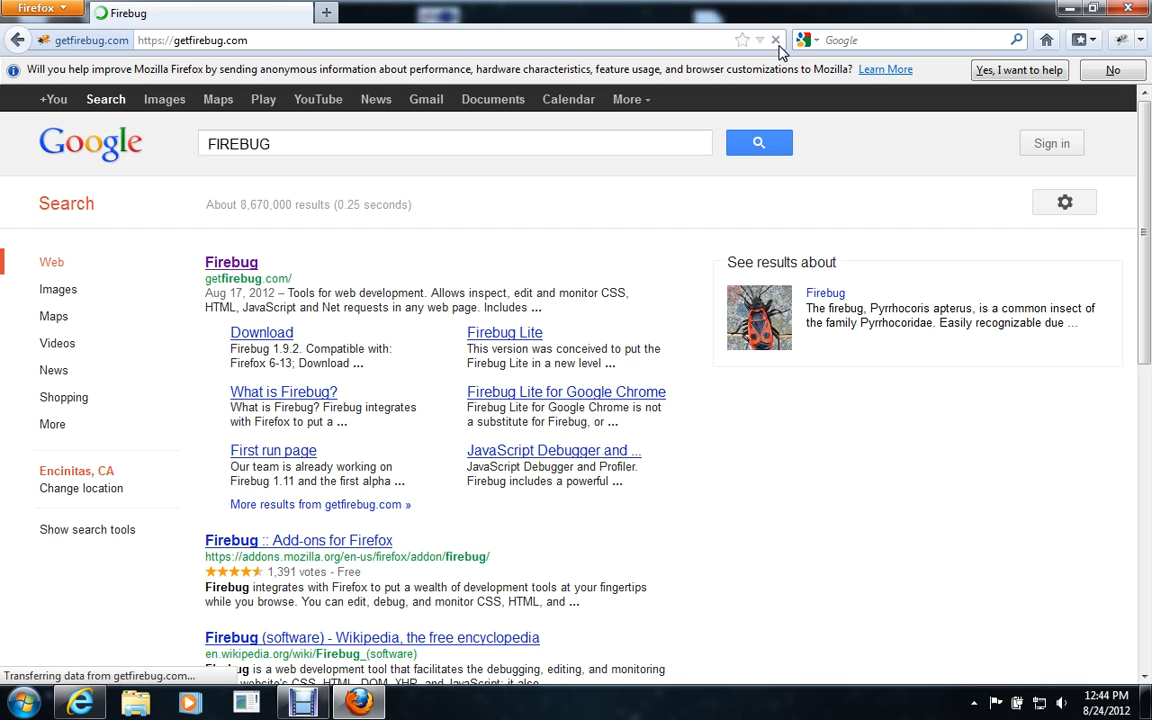 Firefox
Firebug
getfirebug.com
https://getfirebug.com
Google
Will you help improve Mozilla Firefox by sending anonymous information about performance, hardware characteristics, feature usage, and browser customizations to Mozilla? Learn More
Yes, I want to help
No
+You Search Images Maps Play YouTube News Gmail Documents Calendar More
Google
FIREBUG
Sign in
Search
About 8,670,000 results (0.25 seconds)
Web
Images
Maps
Videos
News
Shopping
More
Encinitas, CA
Change location
Show search tools
Firebug
getfirebug.com/
Aug 17, 2012 – Tools for web development. Allows inspect, edit and monitor CSS,
HTML, JavaScript and Net requests in any web page. Includes ...
Download
Firebug 1.9.2. Compatible with:
Firefox 6-13; Download ...
Firebug Lite
This version was conceived to put the
Firebug Lite in a new level ...
What is Firebug?
What is Firebug? Firebug integrates
with Firefox to put a ...
Firebug Lite for Google Chrome
Firebug Lite for Google Chrome is not
a substitute for Firebug, or ...
First run page
Our team is already working on
Firebug 1.11 and the first alpha ...
JavaScript Debugger and ...
JavaScript Debugger and Profiler.
Firebug includes a powerful ...
More results from getfirebug.com »
Firebug :: Add-ons for Firefox
https://addons.mozilla.org/en-us/firefox/addon/firebug/
1,391 votes - Free
Firebug integrates with Firefox to put a wealth of development tools at your fingertips
while you browse. You can edit, debug, and monitor CSS, HTML, and ...
Firebug (software) - Wikipedia, the free encyclopedia
en.wikipedia.org/wiki/Firebug_(software)
Firebug is a web development tool that facilitates the debugging, editing, and monitoring
website's CSS, HTML, DOM, XHR, and JavaScript; it also
See results about
Firebug
The firebug, Pyrrhocoris apterus, is a common insect of
the family Pyrrhocoridae. Easily recognizable due ...
Transferring data from getfirebug.com...
12:44 PM
8/24/2012